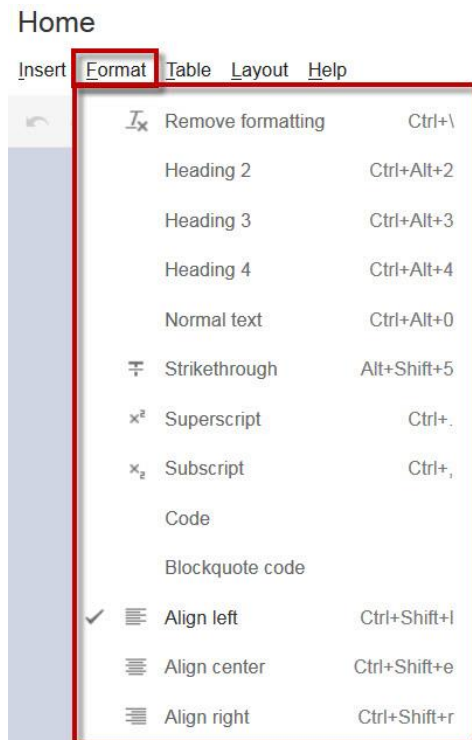 Home
Insert Format Table Layout Help
Remove formatting Ctrl+\
Heading 2 Ctrl+Alt+2
Heading 3 Ctrl+Alt+3
Heading 4 Ctrl+Alt+4
Normal text Ctrl+Alt+0
Strikethrough Alt+Shift+5
Superscript Ctrl+.
Subscript Ctrl+,
Code
Blockquote code
Align left Ctrl+Shift+l
Align center Ctrl+Shift+e
Align right Ctrl+Shift+r